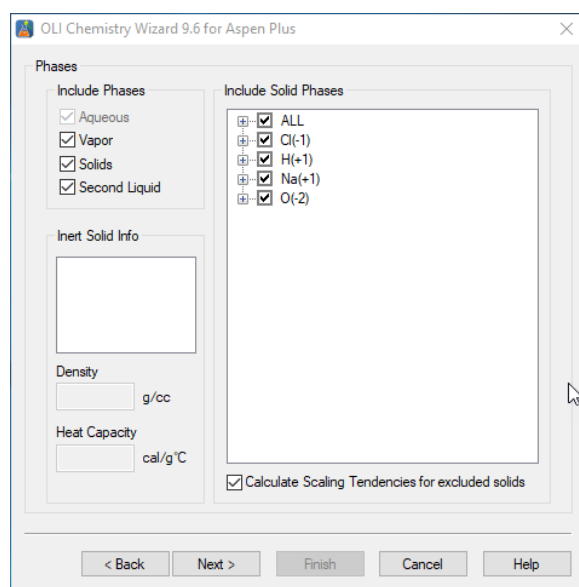 OLI Chemistry Wizard 9.6 for Aspen Plus
Phases
Include Phases
Aqueous
Vapor
Solids
Second Liquid
Include Solid Phases
ALL
Cl(-1)
H(+1)
Na(+1)
O(-2)
Inert Solid Info
Density
g/cc
Heat Capacity
cal/g°C
Calculate Scaling Tendencies for excluded solids
< Back
Next >
Finish
Cancel
Help